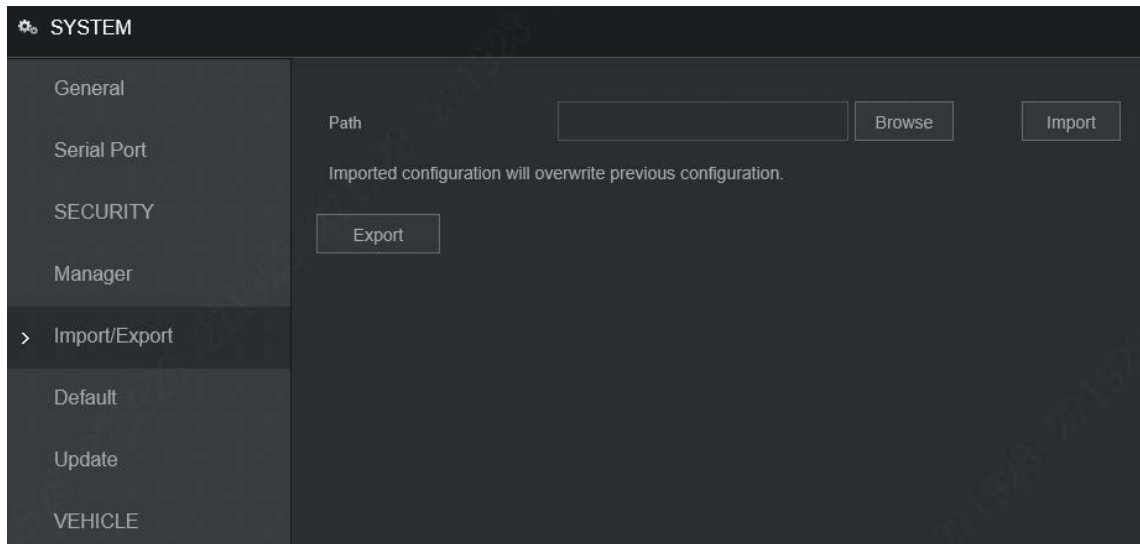 SYSTEM
General
Serial Port
SECURITY
Manager
Import/Export
Default
Update
VEHICLE
Path
Browse
Import
Imported configuration will overwrite previous configuration.
Export